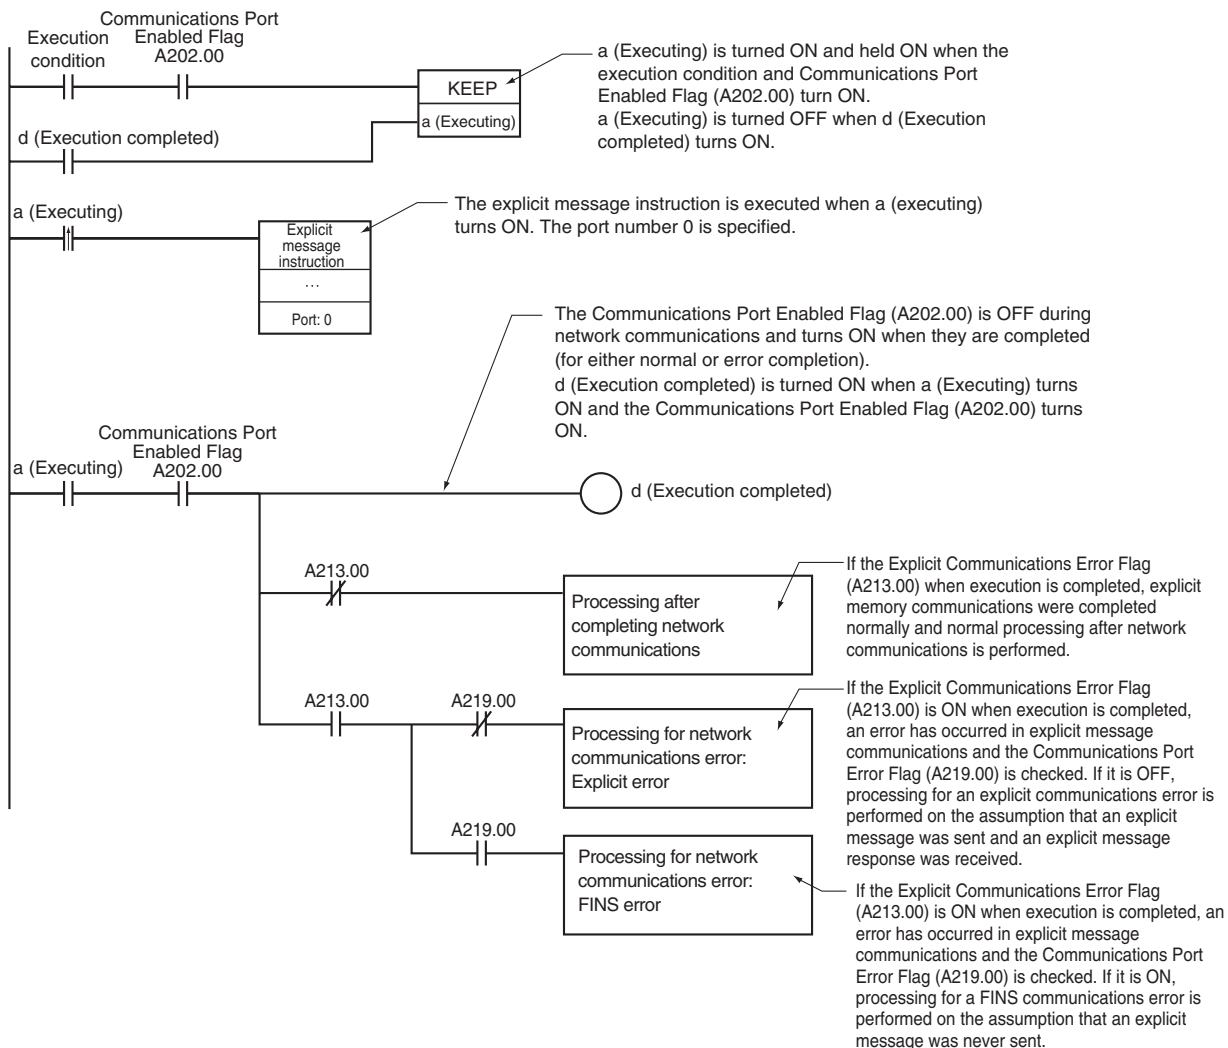 Communications Port
Enabled Flag
A202.00
Execution
condition
KEEP
a (Executing)
a (Executing) is turned ON and held ON when the
execution condition and Communications Port
Enabled Flag (A202.00) turn ON.
a (Executing) is turned OFF when d (Execution
completed) turns ON.
d (Execution completed)
a (Executing)
Explicit
message
instruction
...
Port: 0
The explicit message instruction is executed when a (executing)
turns ON. The port number 0 is specified.
The Communications Port Enabled Flag (A202.00) is OFF during
network communications and turns ON when they are completed
(for either normal or error completion).
d (Execution completed) is turned ON when a (Executing) turns
ON and the Communications Port Enabled Flag (A202.00) turns
ON.
Communications Port
Enabled Flag
A202.00
a (Executing)
d (Execution completed)
A213.00
Processing after
completing network
communications
If the Explicit Communications Error Flag
(A213.00) when execution is completed, explicit
memory communications were completed
normally and normal processing after network
communications is performed.
A213.00
A219.00
Processing for network
communications error:
Explicit error
If the Explicit Communications Error Flag
(A213.00) is ON when execution is completed,
an error has occurred in explicit message
communications and the Communications Port
Error Flag (A219.00) is checked. If it is OFF,
processing for an explicit communications error is
performed on the assumption that an explicit
message was sent and an explicit message
response was received.
A219.00
Processing for network
communications error:
FINS error
If the Explicit Communications Error Flag
(A213.00) is ON when execution is completed, an
error has occurred in explicit message
communications and the Communications Port
Error Flag (A219.00) is checked. If it is ON,
processing for a FINS communications error is
performed on the assumption that an explicit
message was never sent.